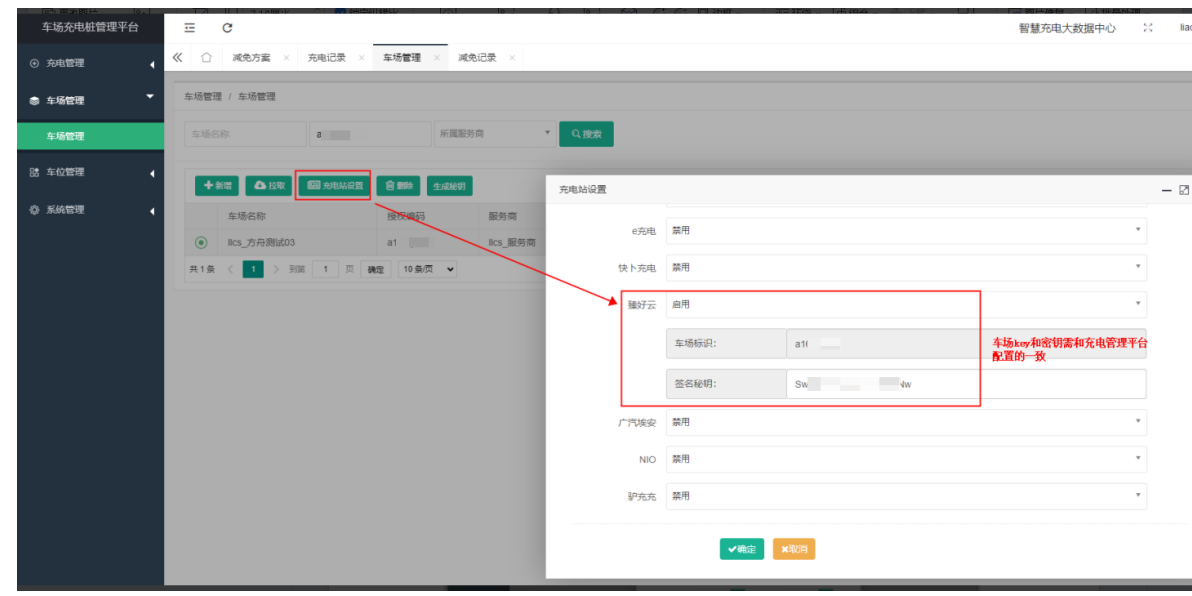 车场充电桩管理平台
智慧充电大数据中心
liao
充电管理
减免方案 × 充电记录 × 车场管理 × 减免记录 ×
车场管理
车场管理 / 车场管理
车场管理
车场名称 a 所属服务商 搜索
车位管理
新增 拉取 充电站设置 删除 生成秘钥
充电站设置
系统管理
车场名称 授权编码 服务商
e充电 禁用
llcs_方舟测试03 a1 llcs_服务商
共1条 1 到第 1 页 确定 10条/页
快卜充电 禁用
臻好云 启用
车场标识: a1
车场key和密钥需和充电管理平台
配置的一致
签名秘钥: Sw
广汽埃安 禁用
NIO 禁用
驴充充 禁用
确定 取消